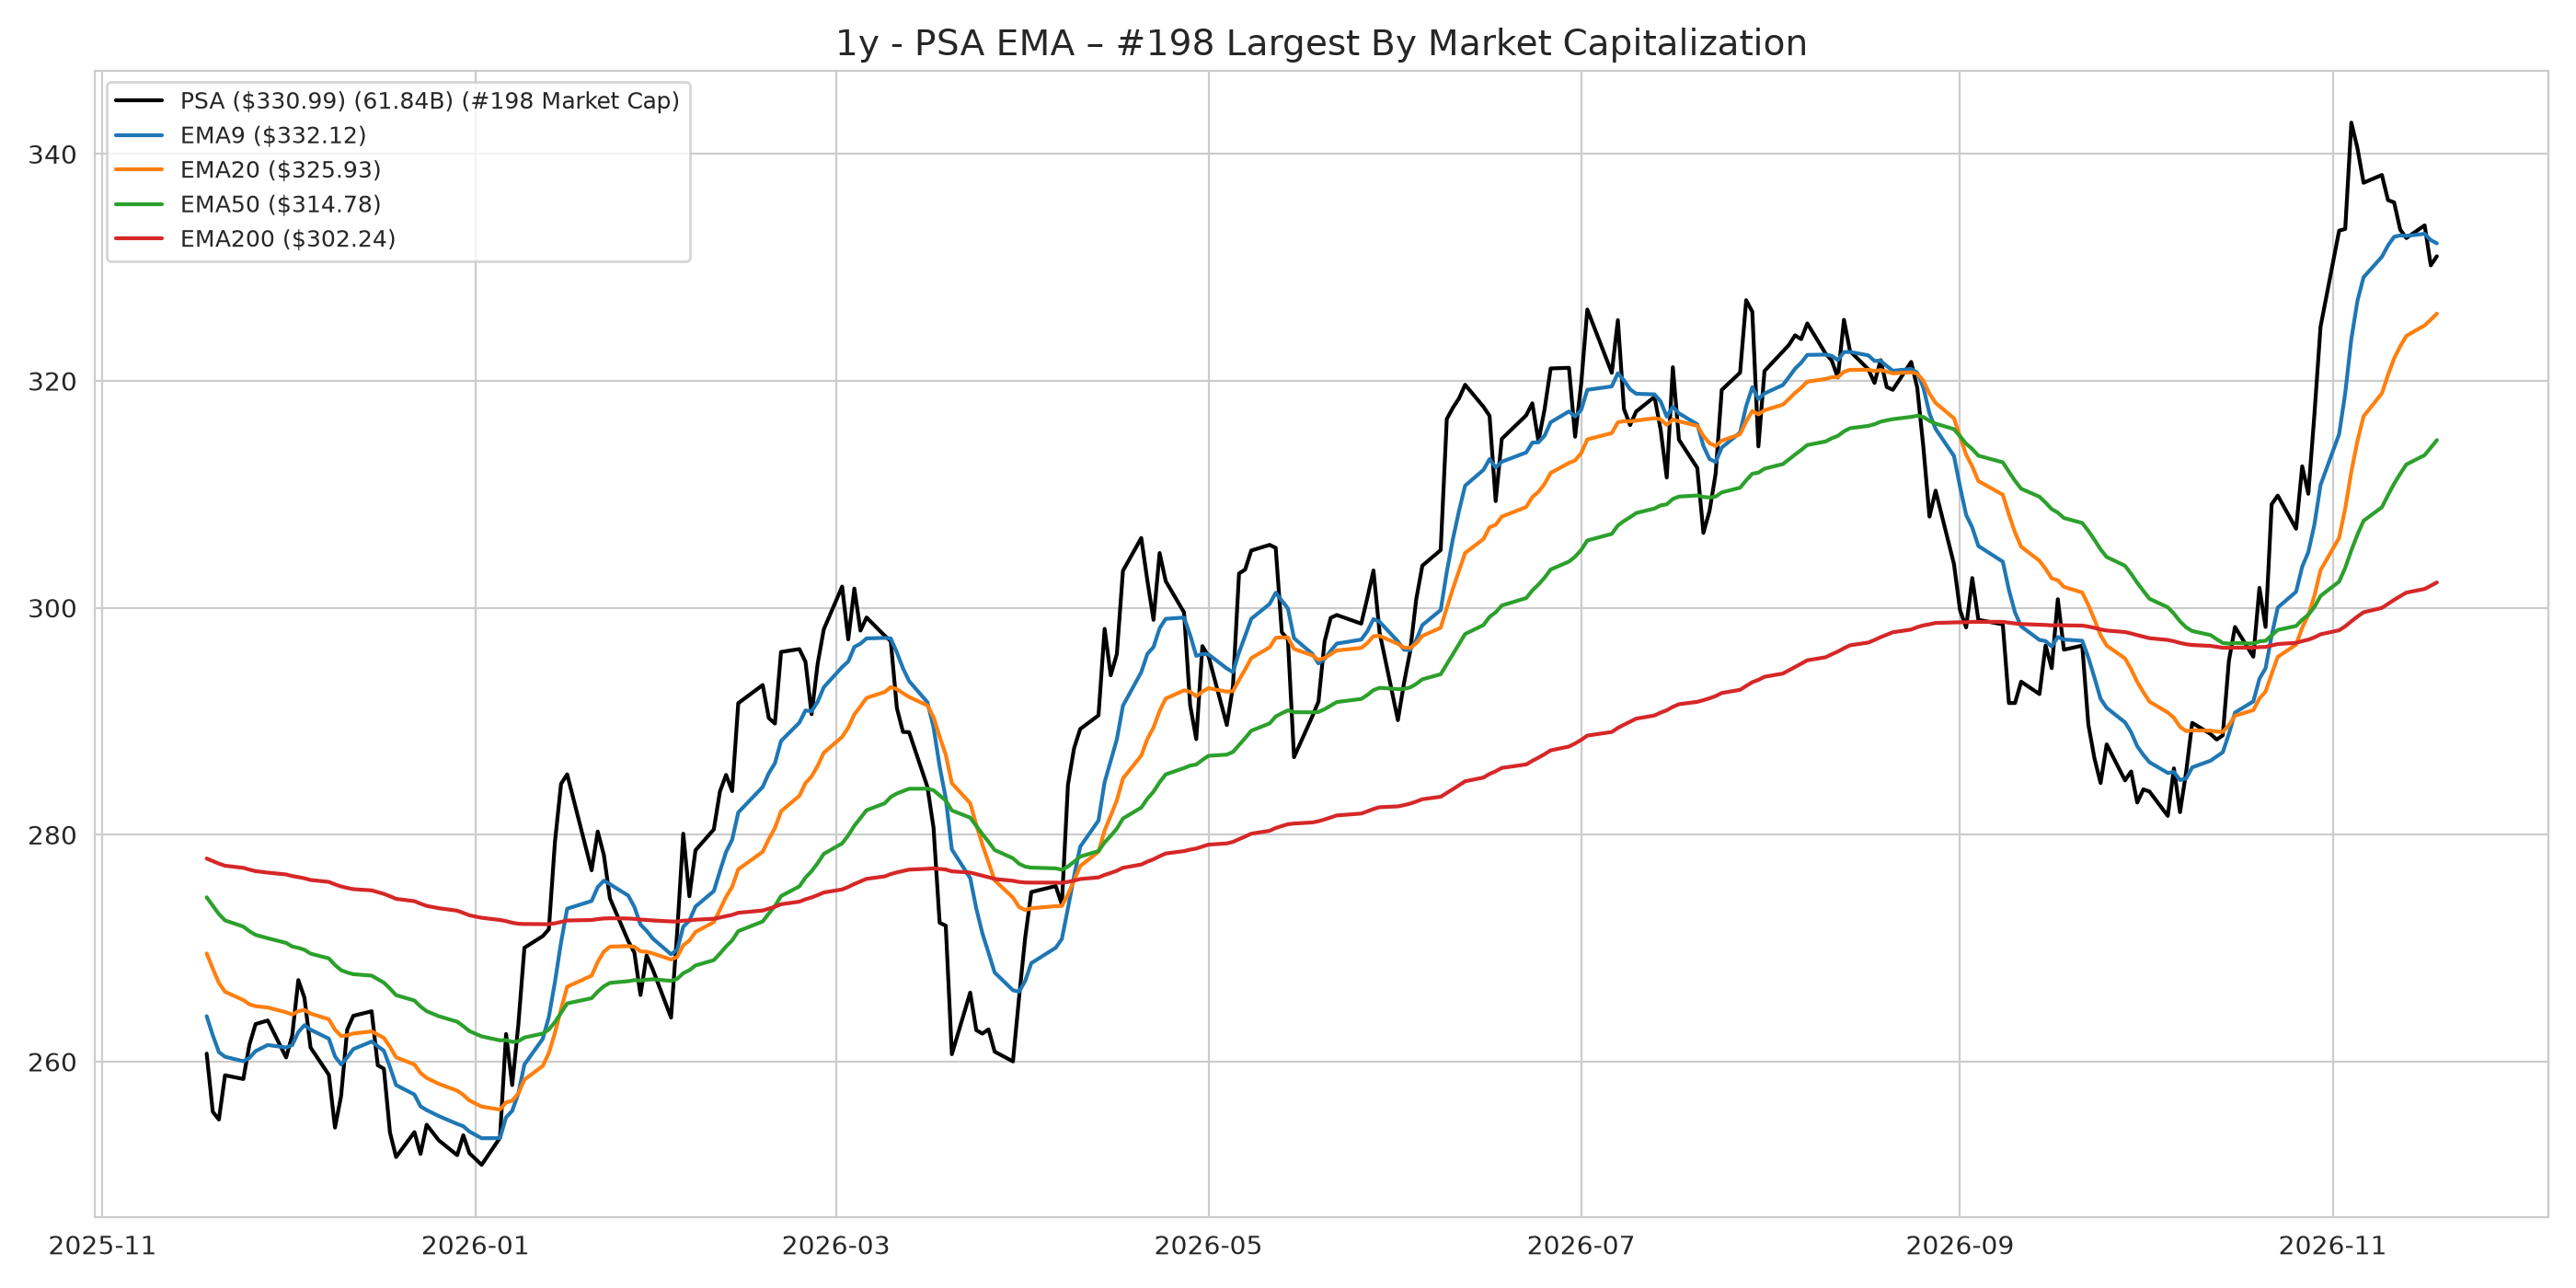 1y - PSA EMA – #198 Largest By Market Capitalization
PSA ($330.99) (61.84B) (#198 Market Cap)
EMA9 ($332.12)
EMA20 ($325.93)
EMA50 ($314.78)
EMA200 ($302.24)
340
320
300
280
260
2025-11
2026-01
2026-03
2026-05
2026-07
2026-09
2026-11